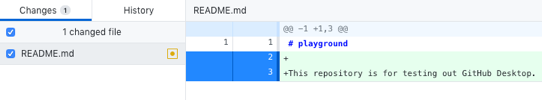 Changes 1 History README.md
1 changed file @@ -1 +1,3 @@
1 1 # playground
README.md 2 +
3 +This repository is for testing out GitHub Desktop.